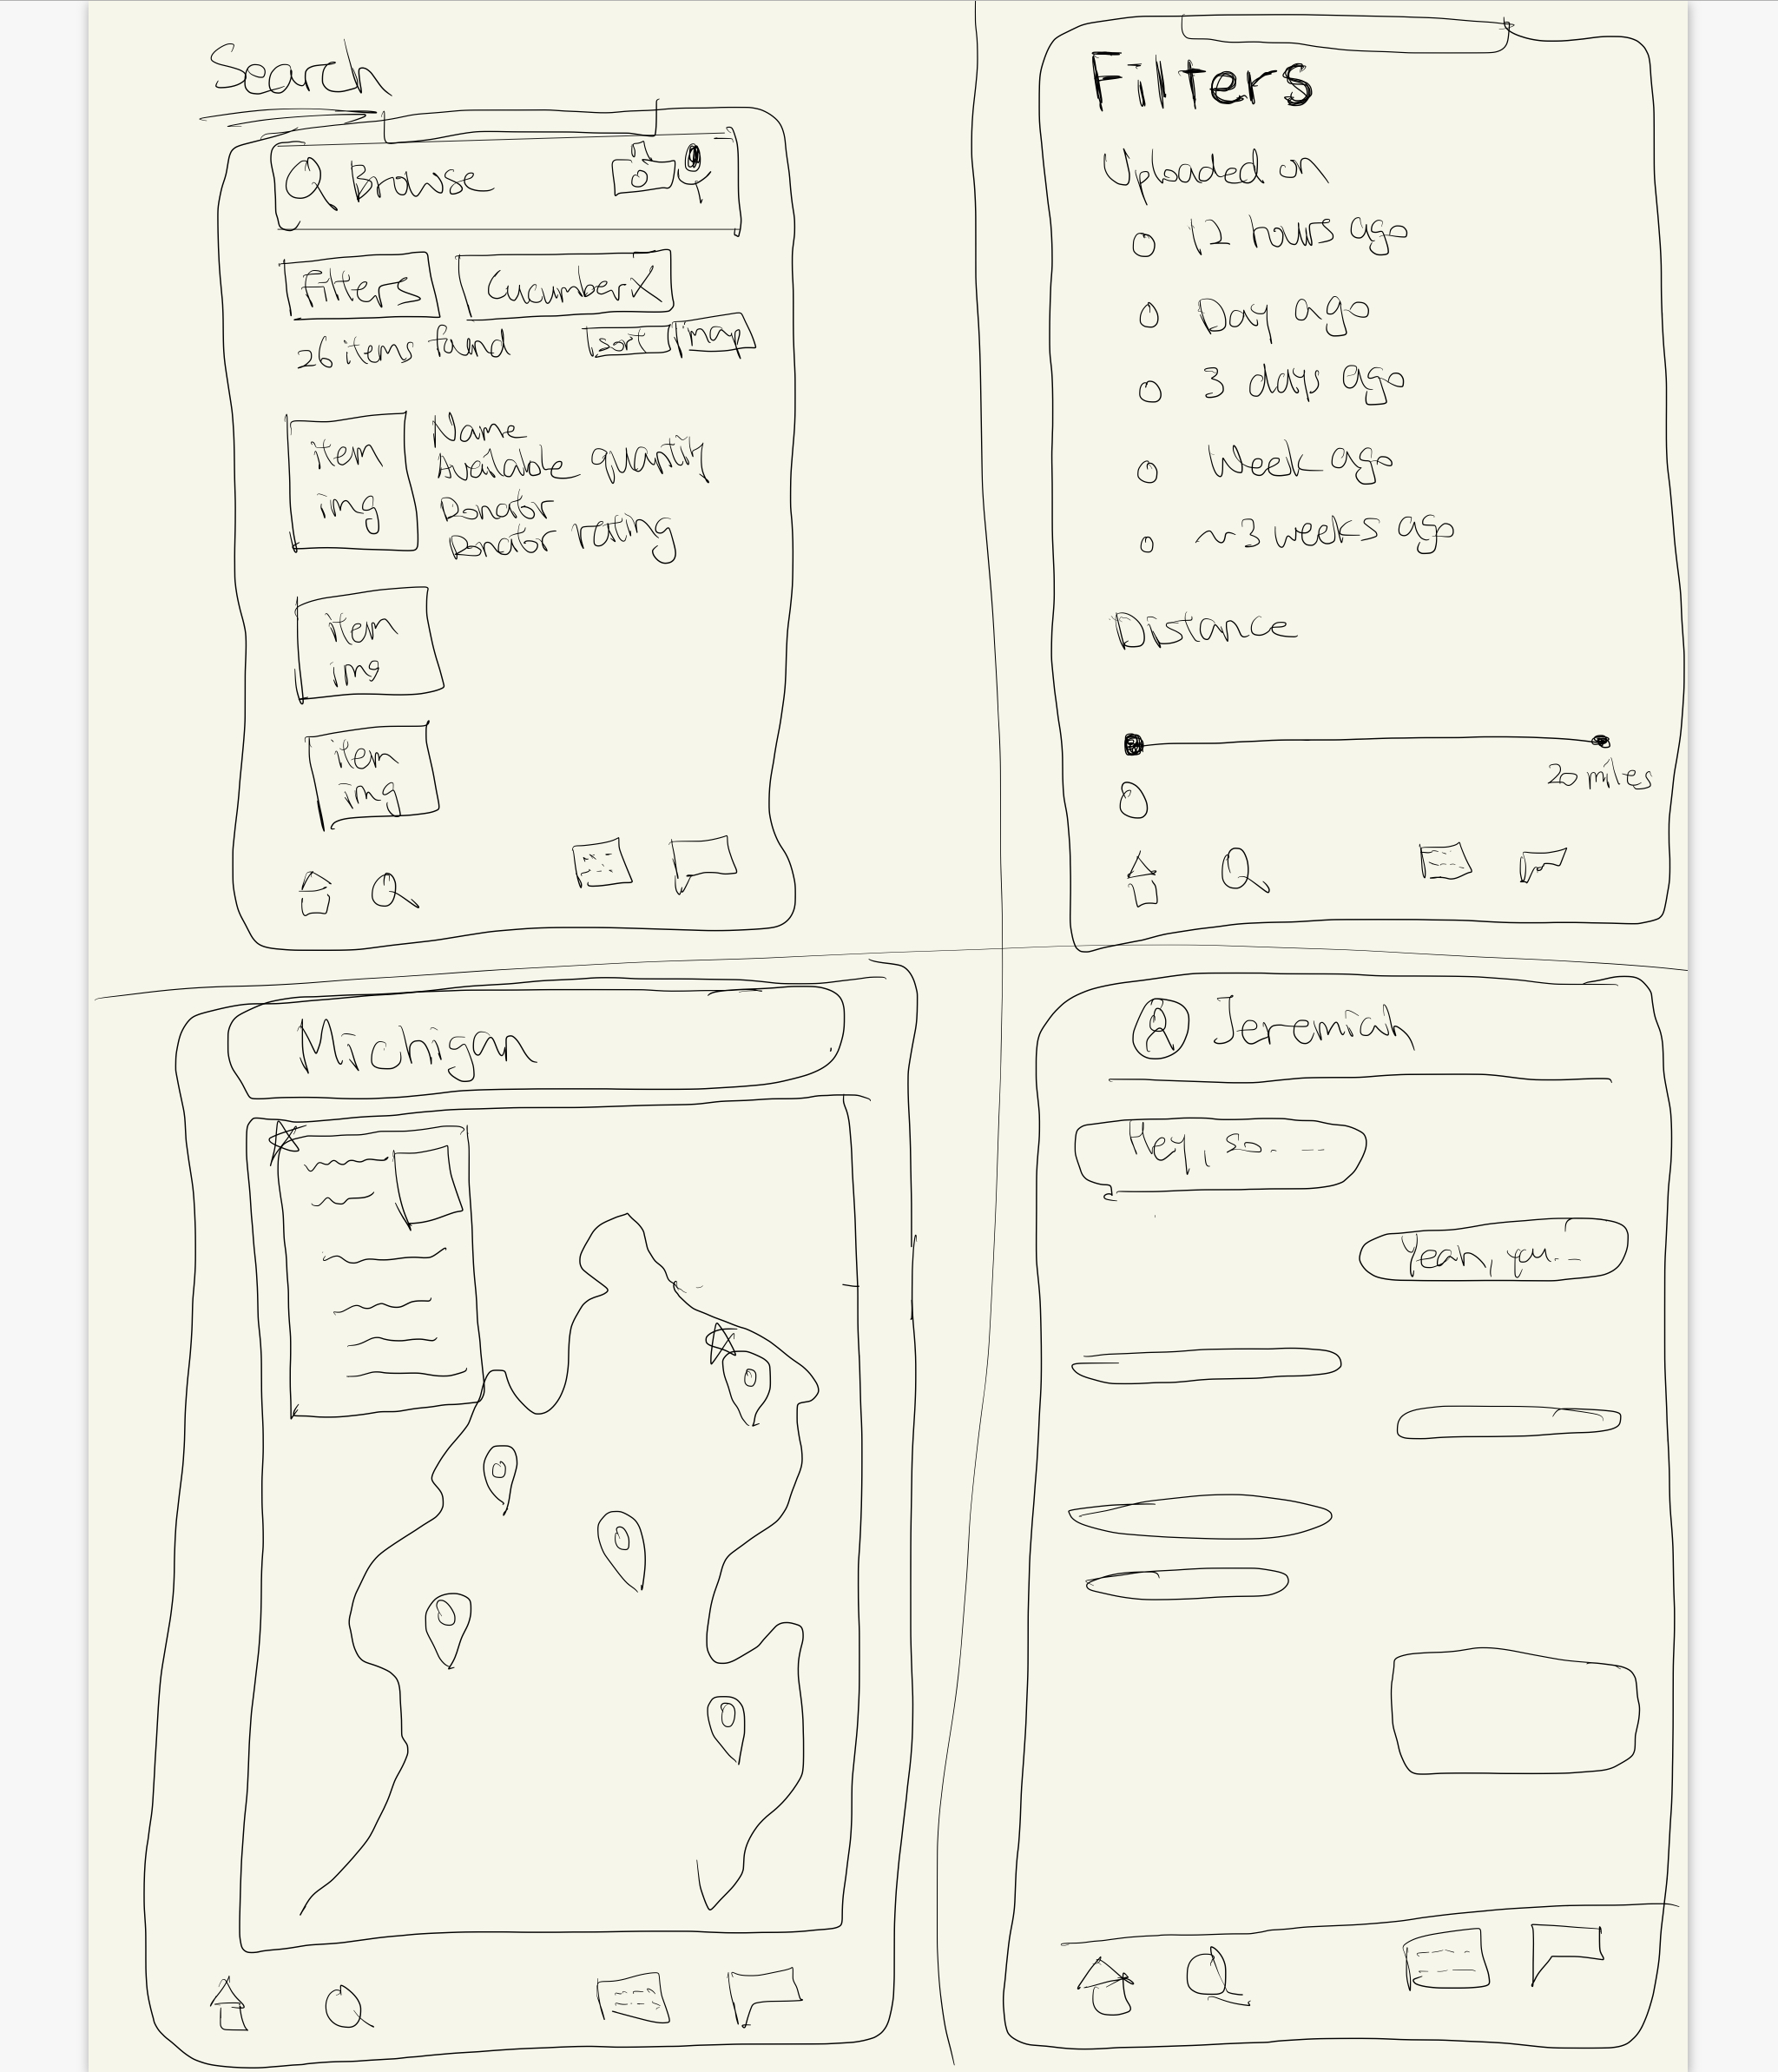 Search
Browse
Filters
Cucumber X
26 items found
sort
map
item
img
Name
Available quantity
Donator
Donator rating
item
img
item
img
Filters
Uploaded on
12 hours ago
Day ago
3 days ago
Week ago
~3 weeks ago
Distance
0
20 miles
Michigan
Jeremiah
Hey, so. --
Yeah, you. --